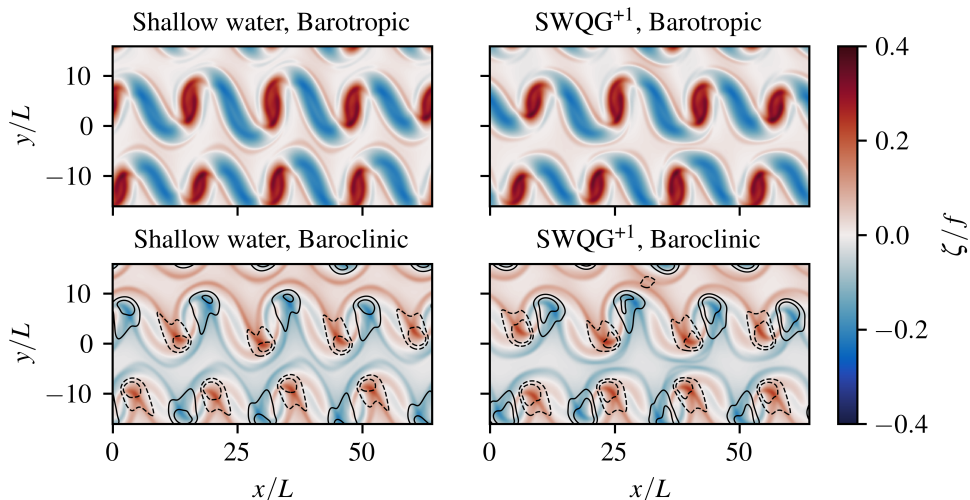 Shallow water, Barotropic
SWQG⁺¹, Barotropic
y/L
10
0
−10
Shallow water, Baroclinic
SWQG⁺¹, Baroclinic
y/L
10
0
−10
0
25
50
x/L
0
25
50
x/L
0.4
0.2
0.0
−0.2
−0.4
ζ/f